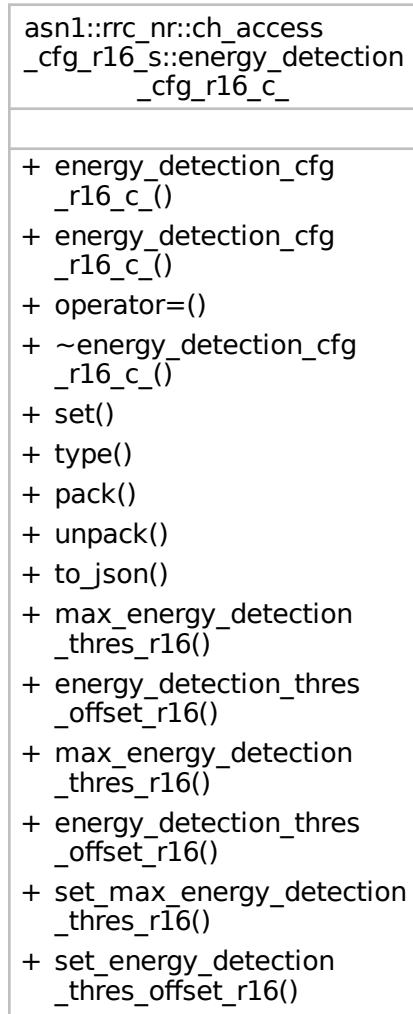 asn1::rrc_nr::ch_access
_cfg_r16_s::energy_detection
_cfg_r16_c_
+ energy_detection_cfg
_r16_c_()
+ energy_detection_cfg
_r16_c_()
+ operator=()
+ ~energy_detection_cfg
_r16_c_()
+ set()
+ type()
+ pack()
+ unpack()
+ to_json()
+ max_energy_detection
_thres_r16()
+ energy_detection_thres
_offset_r16()
+ max_energy_detection
_thres_r16()
+ energy_detection_thres
_offset_r16()
+ set_max_energy_detection
_thres_r16()
+ set_energy_detection
_thres_offset_r16()